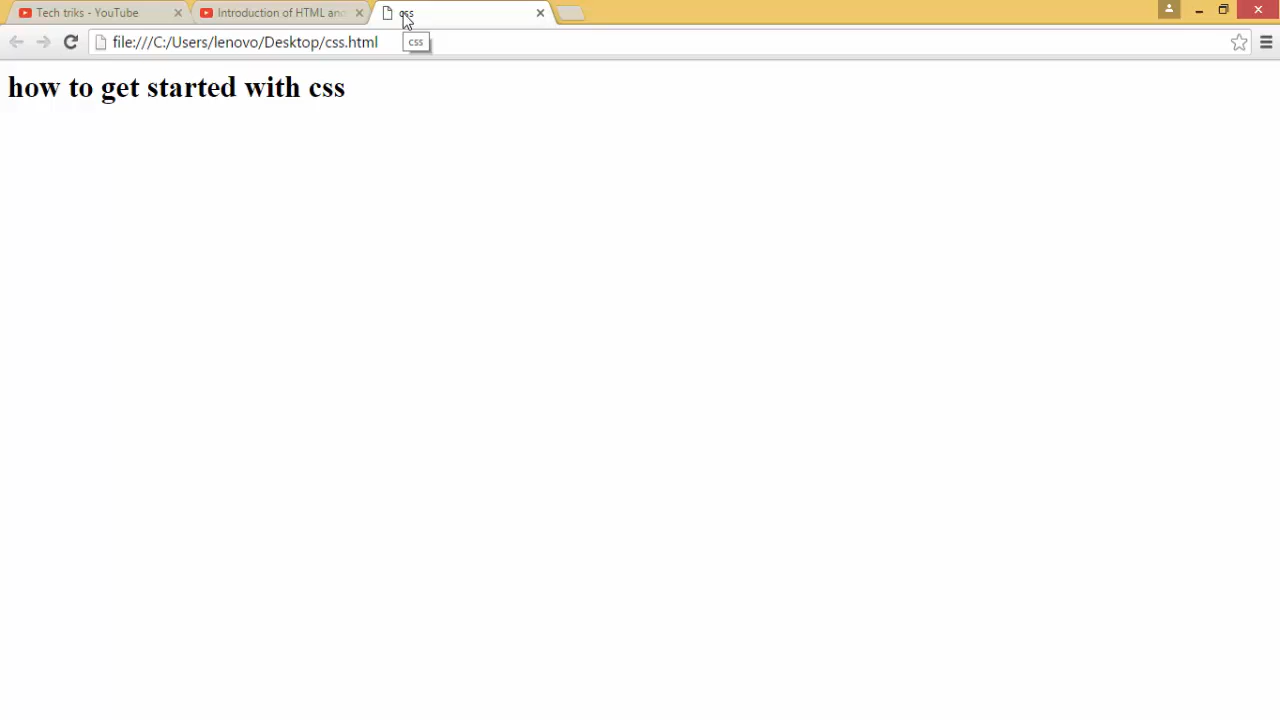 Tech triks - YouTube
Introduction of HTML and
css
file:///C:/Users/lenovo/Desktop/css.html
css
how to get started with css